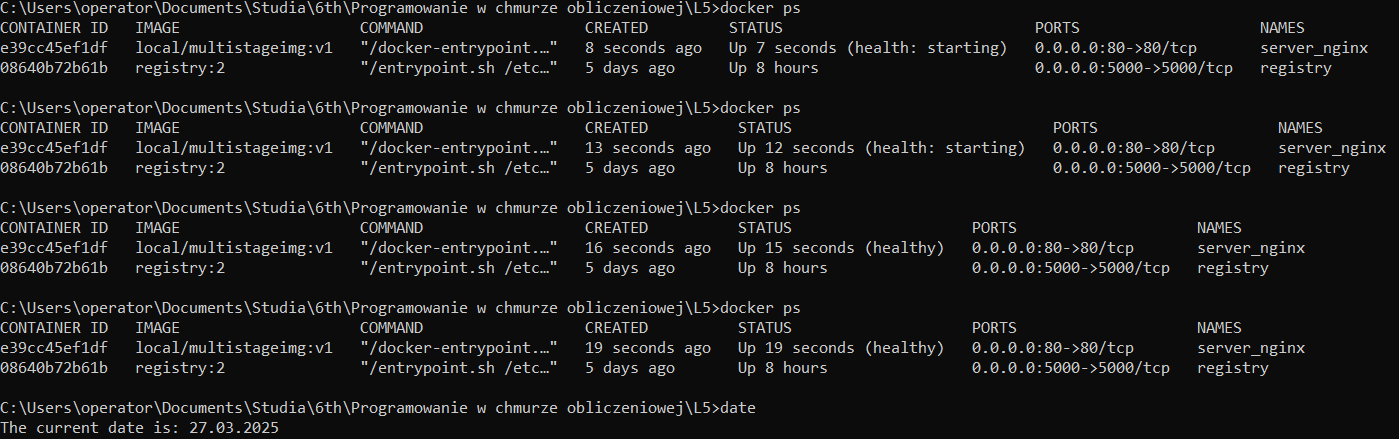 C:\Users\operator\Documents\Studia\6th\Programowanie w chmurze obliczeniowej\L5>docker ps
CONTAINER ID   IMAGE                    COMMAND                  CREATED         STATUS                            PORTS                    NAMES
e39cc45ef1df   local/multistageimg:v1   "/docker-entrypoint.…"   8 seconds ago   Up 7 seconds (health: starting)   0.0.0.0:80->80/tcp       server_nginx
08640b72b61b   registry:2               "/entrypoint.sh /etc…"   5 days ago      Up 8 hours                        0.0.0.0:5000->5000/tcp   registry
C:\Users\operator\Documents\Studia\6th\Programowanie w chmurze obliczeniowej\L5>docker ps
CONTAINER ID   IMAGE                    COMMAND                  CREATED          STATUS                             PORTS                    NAMES
e39cc45ef1df   local/multistageimg:v1   "/docker-entrypoint.…"   13 seconds ago   Up 12 seconds (health: starting)   0.0.0.0:80->80/tcp       server_nginx
08640b72b61b   registry:2               "/entrypoint.sh /etc…"   5 days ago       Up 8 hours                         0.0.0.0:5000->5000/tcp   registry
C:\Users\operator\Documents\Studia\6th\Programowanie w chmurze obliczeniowej\L5>docker ps
CONTAINER ID   IMAGE                    COMMAND                  CREATED          STATUS                    PORTS                    NAMES
e39cc45ef1df   local/multistageimg:v1   "/docker-entrypoint.…"   16 seconds ago   Up 15 seconds (healthy)   0.0.0.0:80->80/tcp       server_nginx
08640b72b61b   registry:2               "/entrypoint.sh /etc…"   5 days ago       Up 8 hours                0.0.0.0:5000->5000/tcp   registry
C:\Users\operator\Documents\Studia\6th\Programowanie w chmurze obliczeniowej\L5>docker ps
CONTAINER ID   IMAGE                    COMMAND                  CREATED          STATUS                    PORTS                    NAMES
e39cc45ef1df   local/multistageimg:v1   "/docker-entrypoint.…"   19 seconds ago   Up 19 seconds (healthy)   0.0.0.0:80->80/tcp       server_nginx
08640b72b61b   registry:2               "/entrypoint.sh /etc…"   5 days ago       Up 8 hours                0.0.0.0:5000->5000/tcp   registry
C:\Users\operator\Documents\Studia\6th\Programowanie w chmurze obliczeniowej\L5>date
The current date is: 27.03.2025